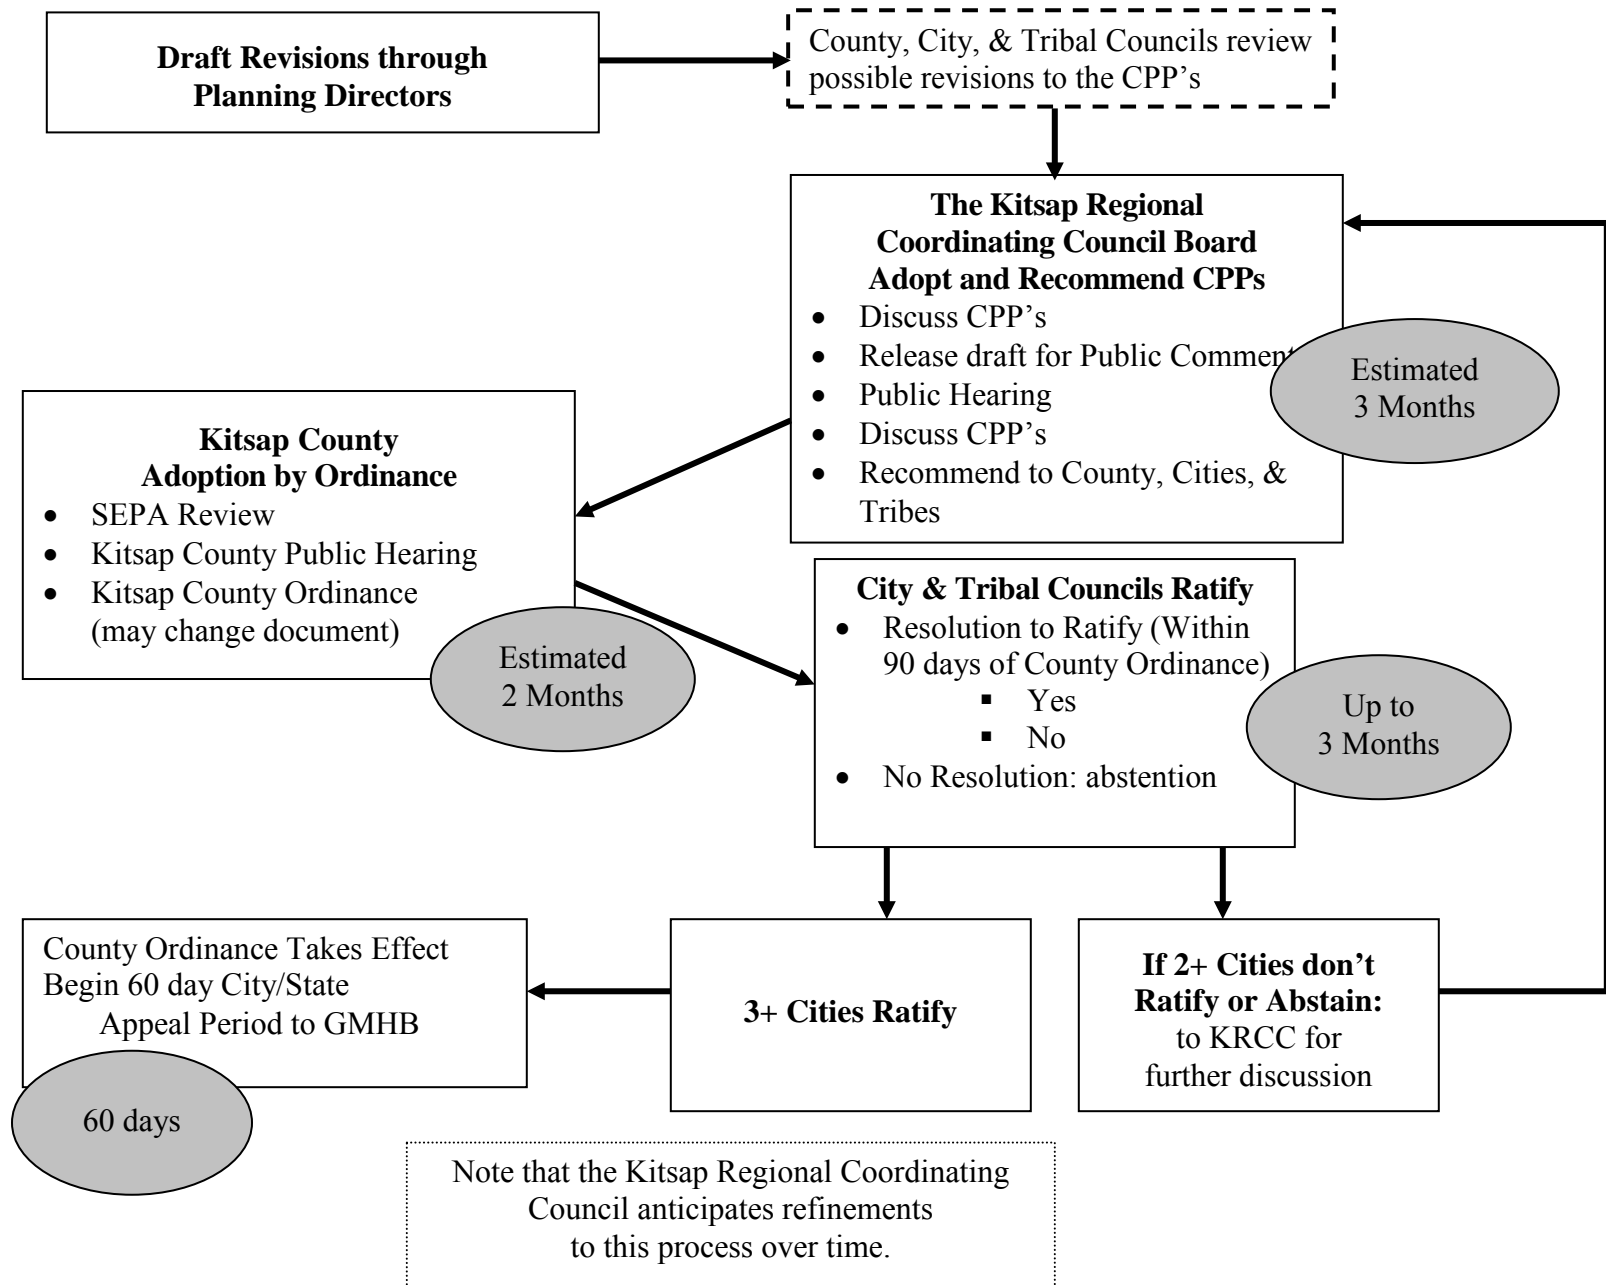 Draft Revisions through
Planning Directors
County, City, & Tribal Councils review
possible revisions to the CPP’s
The Kitsap Regional
Coordinating Council Board
Adopt and Recommend CPPs
• Discuss CPP’s
• Release draft for Public Comment
• Public Hearing
• Discuss CPP’s
• Recommend to County, Cities, &
Tribes
Estimated
3 Months
Kitsap County
Adoption by Ordinance
• SEPA Review
• Kitsap County Public Hearing
• Kitsap County Ordinance
(may change document)
Estimated
2 Months
City & Tribal Councils Ratify
• Resolution to Ratify (Within
90 days of County Ordinance)
▪ Yes
▪ No
• No Resolution: abstention
Up to
3 Months
County Ordinance Takes Effect
Begin 60 day City/State
Appeal Period to GMHB
60 days
3+ Cities Ratify
If 2+ Cities don’t
Ratify or Abstain:
to KRCC for
further discussion
Note that the Kitsap Regional Coordinating
Council anticipates refinements
to this process over time.